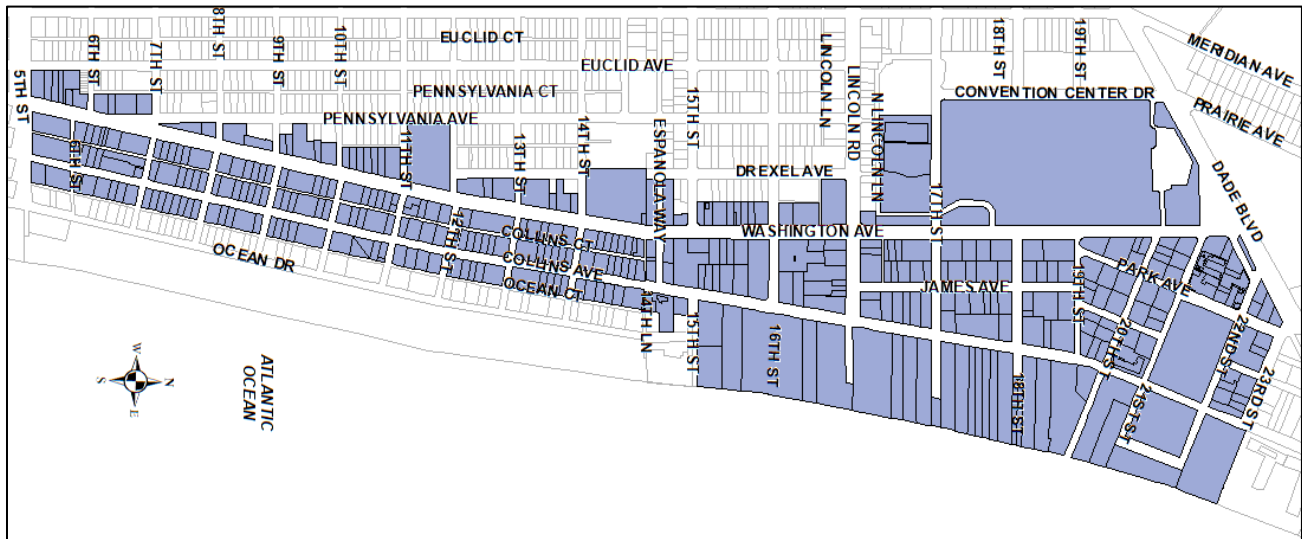 8TH ST
6TH ST
7TH ST
9TH ST
10TH ST
5TH ST
EUCLID CT
EUCLID AVE
PENNSYLVANIA CT
PENNSYLVANIA AVE
LINCOLN LN
LINCOLN RD
N LINCOLN LN
18TH ST
19TH ST
MERIDIAN AVE
PRAIRIE AVE
CONVENTION CENTER DR
DADE BLVD
11TH ST
13TH ST
14TH ST
ESPANOLA WAY
15TH ST
DREXEL AVE
17TH ST
WASHINGTON AVE
6TH ST
12TH ST
COLLINS CT
COLLINS AVE
OCEAN CT
OCEAN DR
14TH LN
15TH ST
16TH ST
JAMES AVE
19TH ST
PARK AVE
20TH ST
22ND ST
23RD ST
18TH ST
21ST ST
ATLANTIC
OCEAN
W
S
N
E